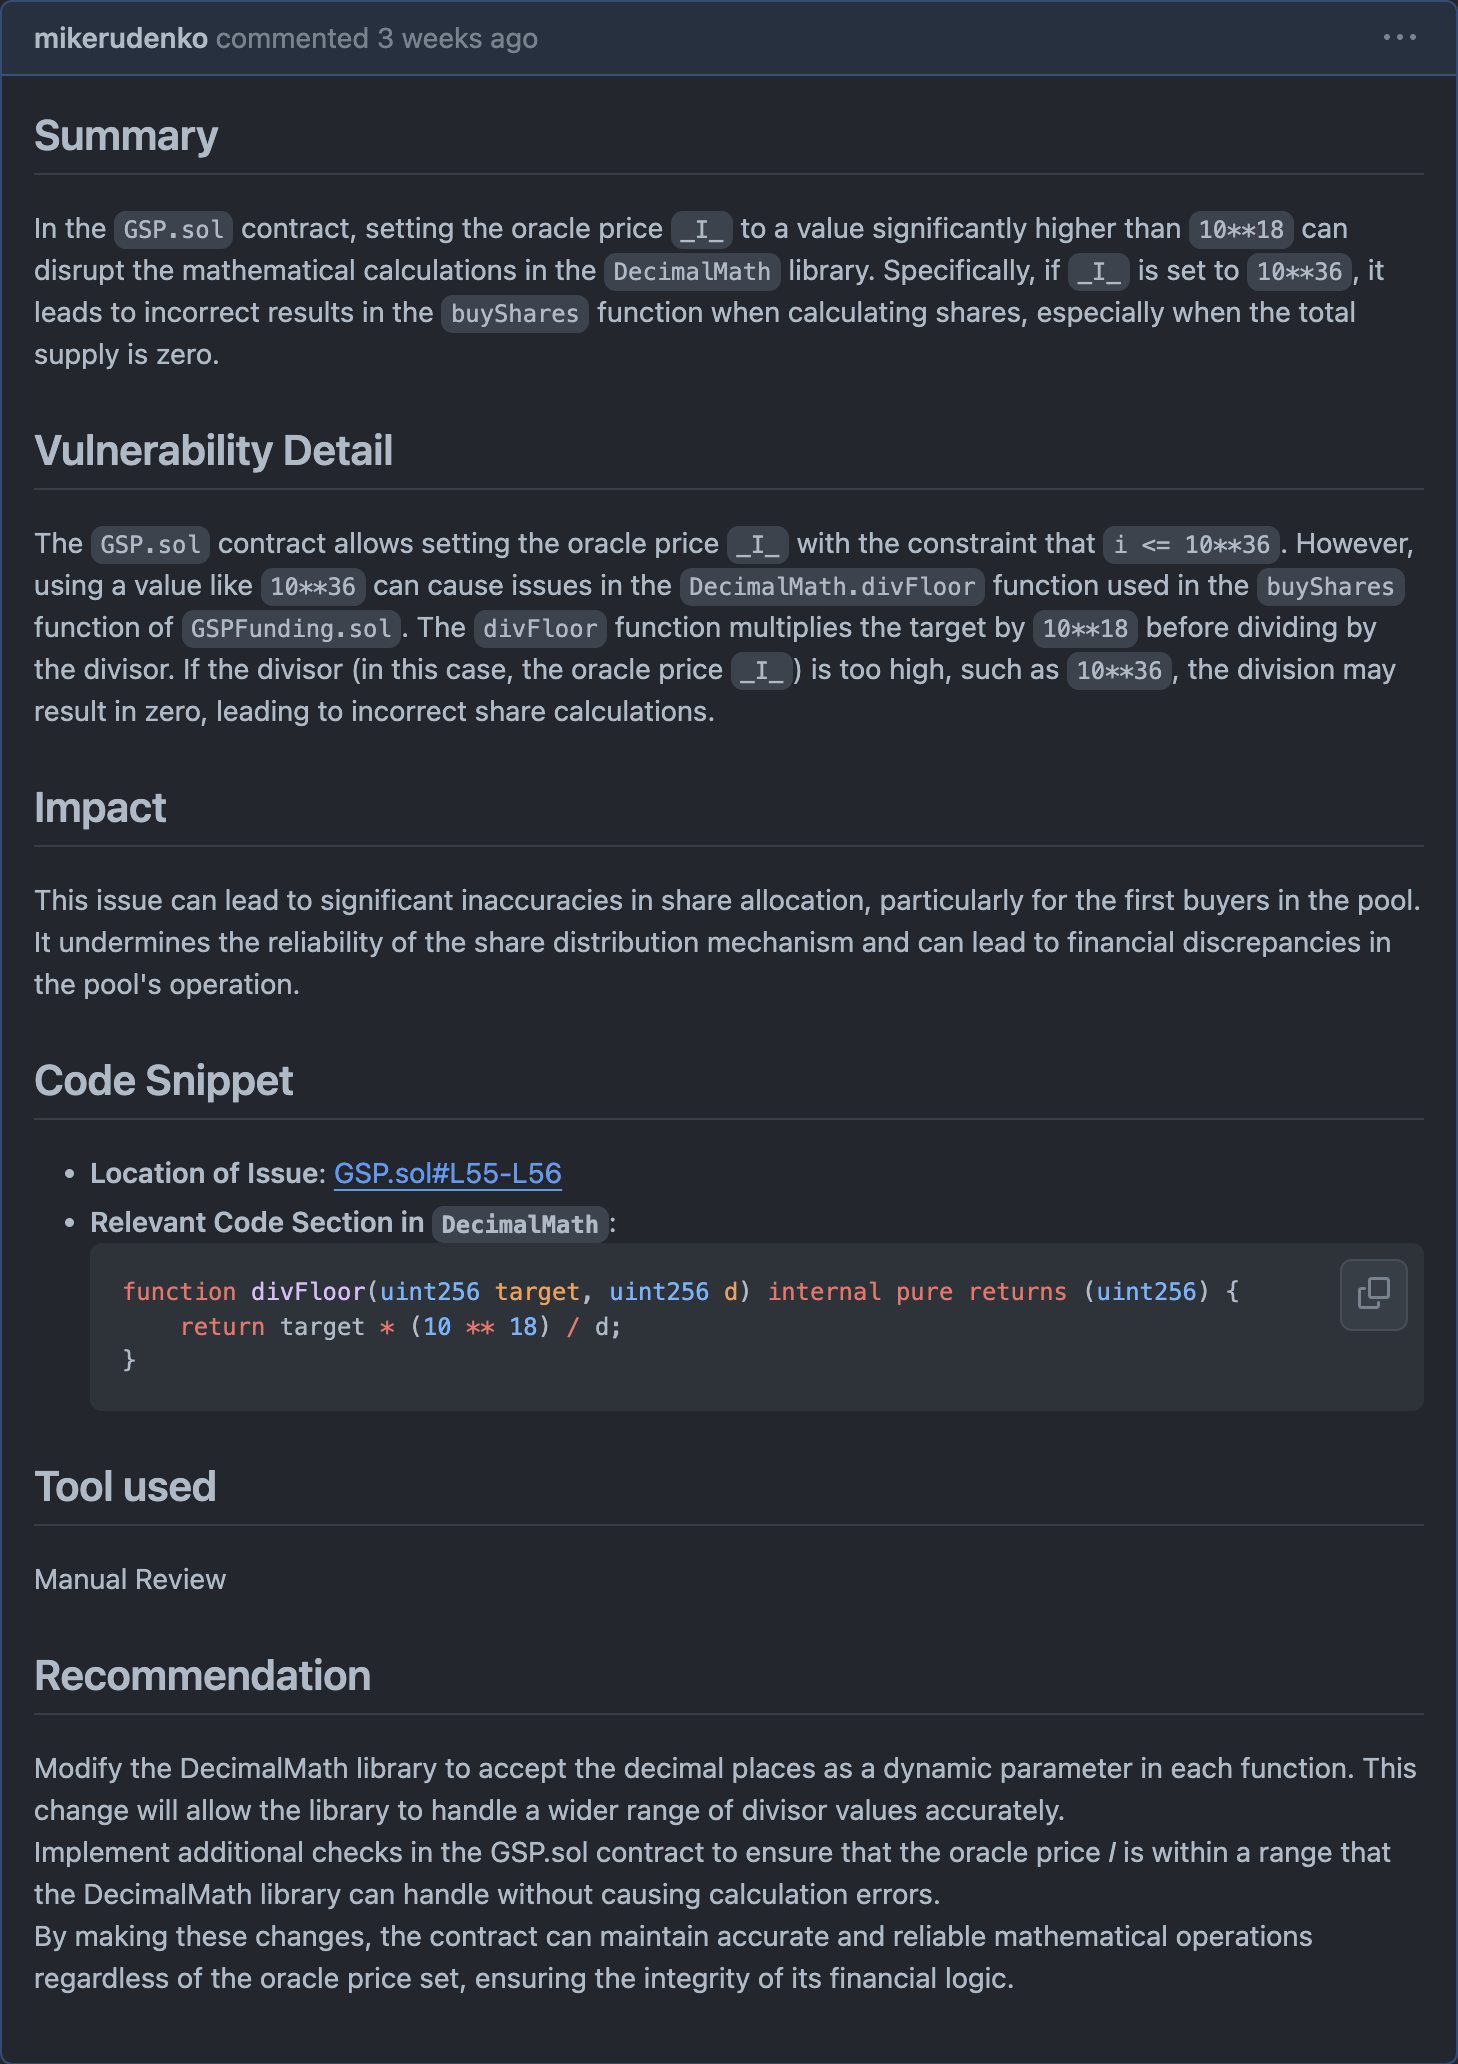 mikerudenko commented 3 weeks ago
Summary
In the GSP.sol contract, setting the oracle price _I_ to a value significantly higher than 10**18 can
disrupt the mathematical calculations in the DecimalMath library. Specifically, if _I_ is set to 10**36, it
leads to incorrect results in the buyShares function when calculating shares, especially when the total
supply is zero.
Vulnerability Detail
The GSP.sol contract allows setting the oracle price _I_ with the constraint that i <= 10**36. However,
using a value like 10**36 can cause issues in the DecimalMath.divFloor function used in the buyShares
function of GSPFunding.sol. The divFloor function multiplies the target by 10**18 before dividing by
the divisor. If the divisor (in this case, the oracle price _I_) is too high, such as 10**36, the division may
result in zero, leading to incorrect share calculations.
Impact
This issue can lead to significant inaccuracies in share allocation, particularly for the first buyers in the pool.
It undermines the reliability of the share distribution mechanism and can lead to financial discrepancies in
the pool's operation.
Code Snippet
• Location of Issue: GSP.sol#L55-L56
• Relevant Code Section in DecimalMath:
function divFloor(uint256 target, uint256 d) internal pure returns (uint256) {
    return target * (10 ** 18) / d;
}
Tool used
Manual Review
Recommendation
Modify the DecimalMath library to accept the decimal places as a dynamic parameter in each function. This
change will allow the library to handle a wider range of divisor values accurately.
Implement additional checks in the GSP.sol contract to ensure that the oracle price I is within a range that
the DecimalMath library can handle without causing calculation errors.
By making these changes, the contract can maintain accurate and reliable mathematical operations
regardless of the oracle price set, ensuring the integrity of its financial logic.